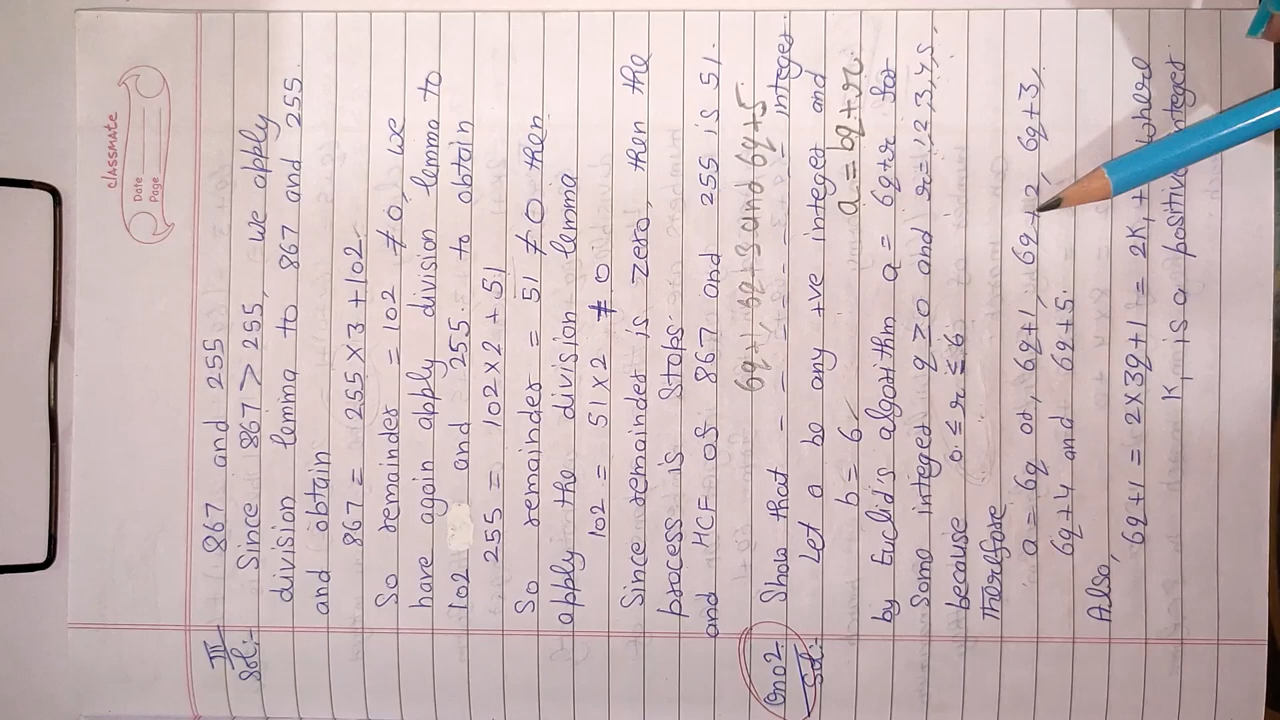 CLASSMATE
Date
Page
III 867 and 255
Sol:- Since 867 > 255, we apply
division lemma to 867 and 255.
and obtain
867 = 255 × 3 + 102.
So remainder = 102 ≠ 0, we
have again apply division lemma to
102 and 255. to obtain
255 = 102 × 2 + 51
So remainder = 51 ≠ 0 then
apply the division lemma
102 = 51 × 2 ≠ 0
Since remainder is zero, then the
process is stops.
and HCF of 867 and 255 is 51.
6q+1, 6q+3 and 6q+5
Qno2. Show that - - - - integer.
Sol:- Let a be any +ve integer and
b = 6. a = bq + r.
by Euclid's algorithm a = 6q+r for
Some integer q ≥ 0 and r = 1,2,3,4,5,
because 0 ≤ r ≤ 6
Therefore
a = 6q or, 6q+1, 6q+2, 6q+3,
6q+4 and 6q+5.
Also,
6q+1 = 2×3q+1 = 2K₁+ where
K₁ is a positive integer.